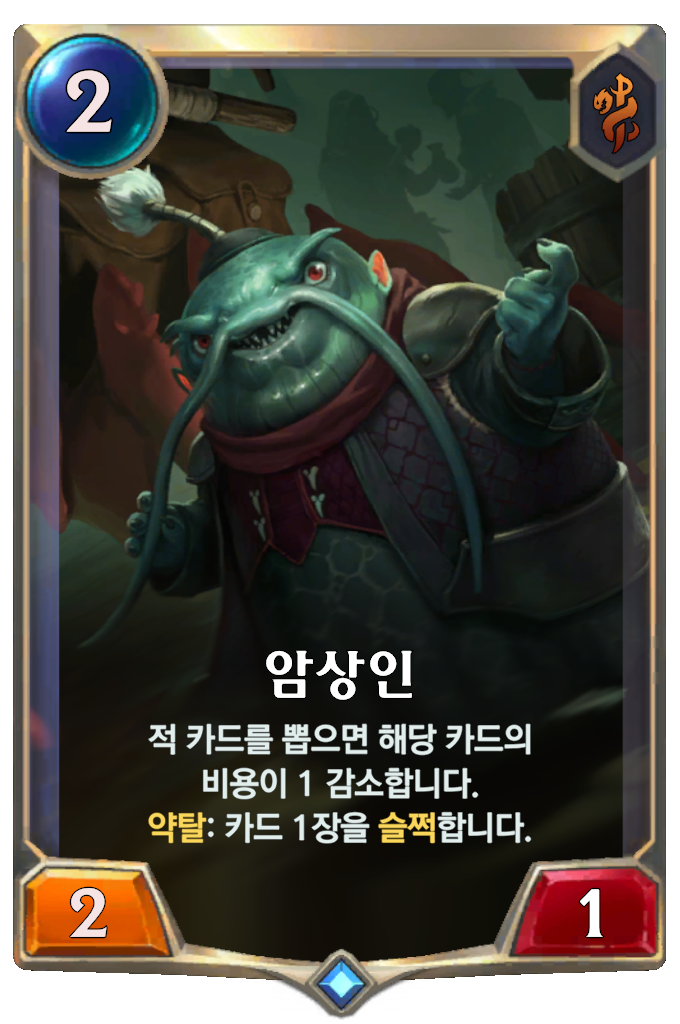 2
암상인
적 카드를 뽑으면 해당 카드의
비용이 1 감소합니다.
약탈: 카드 1장을 슬쩍합니다.
2
1